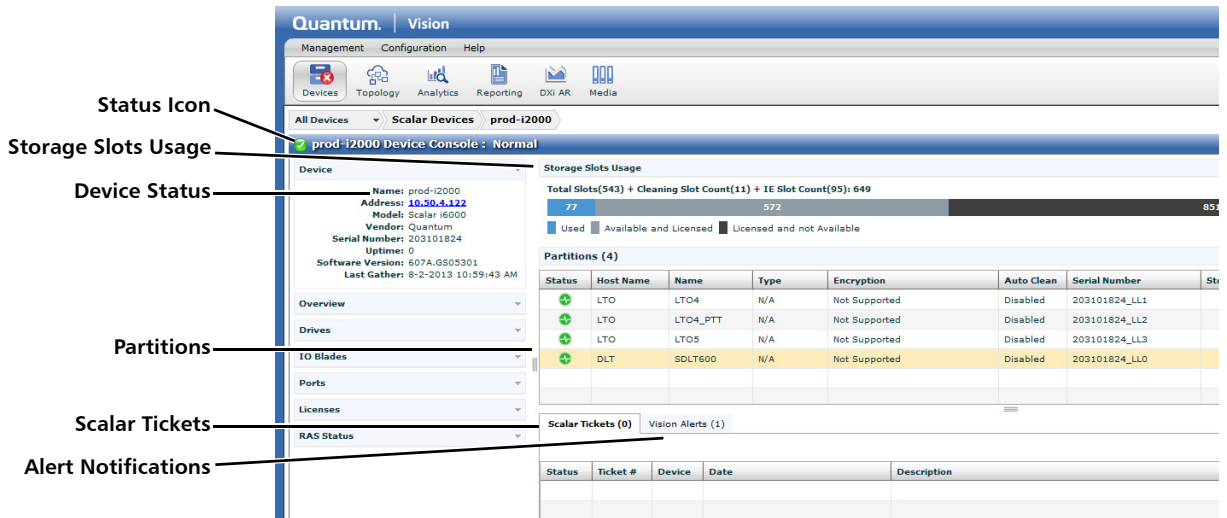 Quantum. Vision
Management Configuration Help
Devices Topology Analytics Reporting DXi AR Media
Status Icon
All Devices Scalar Devices prod-i2000
prod-i2000 Device Console : Normal
Storage Slots Usage
Device
Storage Slots Usage
Device Status
Name: prod-i2000
Address: 10.50.4.122
Model: Scalar i6000
Vendor: Quantum
Serial Number: 203101824
Uptime: 0
Software Version: 607A.GS05301
Last Gather: 8-2-2013 10:59:43 AM
Total Slots(543) + Cleaning Slot Count(11) + IE Slot Count(95): 649
77 572 851
Used Available and Licensed Licensed and not Available
Partitions (4)
Status Host Name Name Type Encryption Auto Clean Serial Number
LTO LTO4 N/A Not Supported Disabled 203101824_LL1
LTO LTO4_PTT N/A Not Supported Disabled 203101824_LL2
LTO LTO5 N/A Not Supported Disabled 203101824_LL3
DLT SDLT600 N/A Not Supported Disabled 203101824_LL0
Overview
Drives
Partitions
IO Blades
Ports
Licenses
RAS Status
Scalar Tickets
Scalar Tickets (0) Vision Alerts (1)
Alert Notifications
Status Ticket # Device Date Description